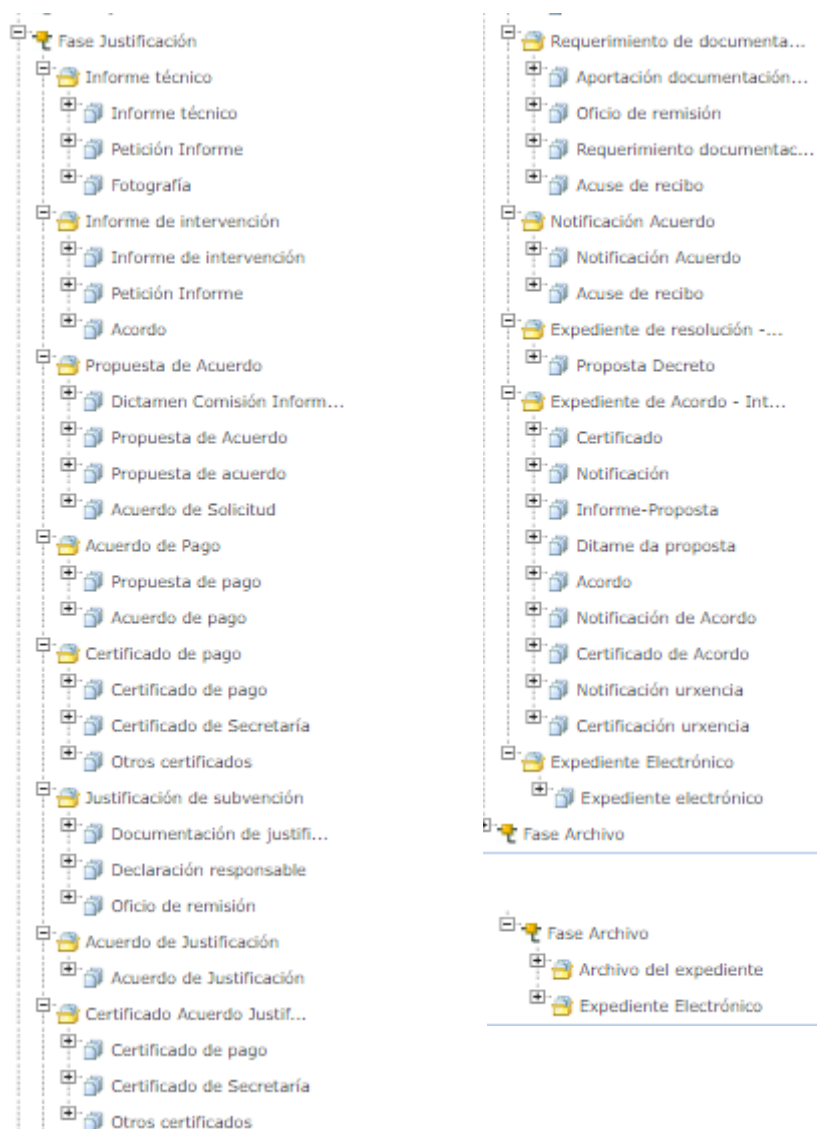 Fase Justificación
Informe técnico
Informe técnico
Petición Informe
Fotografía
Informe de intervención
Informe de intervención
Petición Informe
Acordo
Propuesta de Acuerdo
Dictamen Comisión Inform...
Propuesta de Acuerdo
Propuesta de acuerdo
Acuerdo de Solicitud
Acuerdo de Pago
Propuesta de pago
Acuerdo de pago
Certificado de pago
Certificado de pago
Certificado de Secretaría
Otros certificados
Justificación de subvención
Documentación de justifi...
Declaración responsable
Oficio de remisión
Acuerdo de Justificación
Acuerdo de Justificación
Certificado Acuerdo Justif...
Certificado de pago
Certificado de Secretaría
Otros certificados
Requerimiento de documenta...
Aportación documentación...
Oficio de remisión
Requerimiento documentac...
Acuse de recibo
Notificación Acuerdo
Notificación Acuerdo
Acuse de recibo
Expediente de resolución -...
Proposta Decreto
Expediente de Acordo - Int...
Certificado
Notificación
Informe-Proposta
Ditame da proposta
Acordo
Notificación de Acordo
Certificado de Acordo
Notificación urxencia
Certificación urxencia
Expediente Electrónico
Expediente electrónico
Fase Archivo
Fase Archivo
Archivo del expediente
Expediente Electrónico